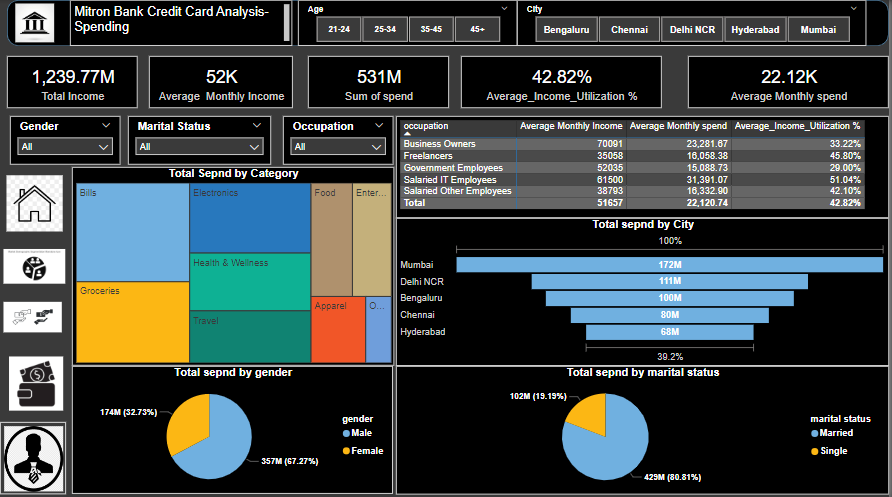 Mitron Bank Credit Card Analysis-
Spending
Age
21-24 25-34 35-45 45+
City
Bengaluru Chennai Delhi NCR Hyderabad Mumbai
1,239.77M
Total Income
52K
Average Monthly Income
531M
Sum of spend
42.82%
Average_Income_Utilization %
22.12K
Average Monthly spend
Gender
All
Marital Status
All
Occupation
All
occupation Average Monthly Income Average Monthly spend Average_Income_Utilization %
Business Owners 70091 23,281.67 33.22%
Freelancers 35058 16,058.38 45.80%
Government Employees 52035 15,088.73 29.00%
Salaried IT Employees 61500 31,391.07 51.04%
Salaried Other Employees 38793 16,332.90 42.10%
Total 51657 22,120.74 42.82%
Total Sepnd by Category
Bills
Electronics
Food
Enter...
Health & Wellness
Groceries
Travel
Apparel
O...
Total sepnd by City
100%
Mumbai 172M
Delhi NCR 111M
Bengaluru 100M
Chennai 80M
Hyderabad 68M
39.2%
Total sepnd by gender
174M (32.73%)
357M (67.27%)
gender
Male
Female
Total sepnd by marital status
102M (19.19%)
429M (80.81%)
marital status
Married
Single